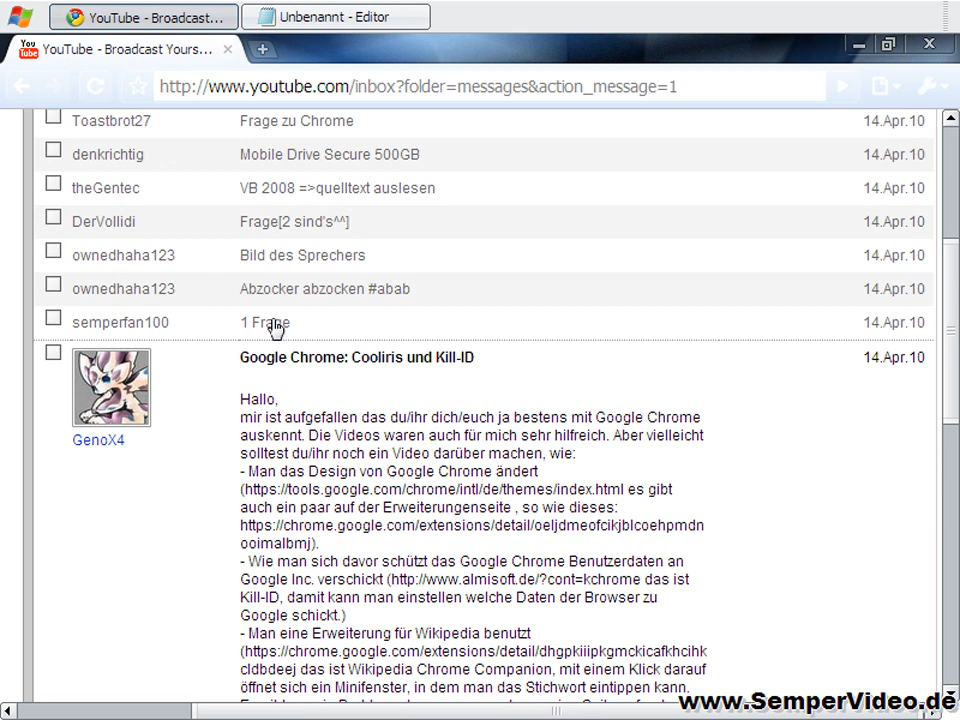 YouTube - Broadcast...
Unbenannt - Editor
You Tube
YouTube - Broadcast Yours...
http://www.youtube.com/inbox?folder=messages&action_message=1
Toastbrot27 Frage zu Chrome 14.Apr.10
denkrichtig Mobile Drive Secure 500GB 14.Apr.10
theGentec VB 2008 =>quelltext auslesen 14.Apr.10
DerVollidi Frage[2 sind's^^] 14.Apr.10
ownedhaha123 Bild des Sprechers 14.Apr.10
ownedhaha123 Abzocker abzocken #abab 14.Apr.10
semperfan100 1 Frage 14.Apr.10
Google Chrome: Cooliris und Kill-ID 14.Apr.10
GenoX4
Hallo,
mir ist aufgefallen das du/ihr dich/euch ja bestens mit Google Chrome
auskennt. Die Videos waren auch für mich sehr hilfreich. Aber vielleicht
solltest du/ihr noch ein Video darüber machen, wie:
- Man das Design von Google Chrome ändert
(https://tools.google.com/chrome/intl/de/themes/index.html es gibt
auch ein paar auf der Erweiterungenseite , so wie dieses:
https://chrome.google.com/extensions/detail/oeljdmeofcikjblcoehpmdn
ooimalbmj).
- Wie man sich davor schützt das Google Chrome Benutzerdaten an
Google Inc. verschickt (http://www.almisoft.de/?cont=kchrome das ist
Kill-ID, damit kann man einstellen welche Daten der Browser zu
Google schickt.)
- Man eine Erweiterung für Wikipedia benutzt
(https://chrome.google.com/extensions/detail/dhgpkiiipkgmckicafkhcihk
cldbdeej das ist Wikipedia Chrome Companion, mit einem Klick darauf
öffnet sich ein Minifenster, in dem man das Stichwort eintippen kann.
www.SemperVideo.de